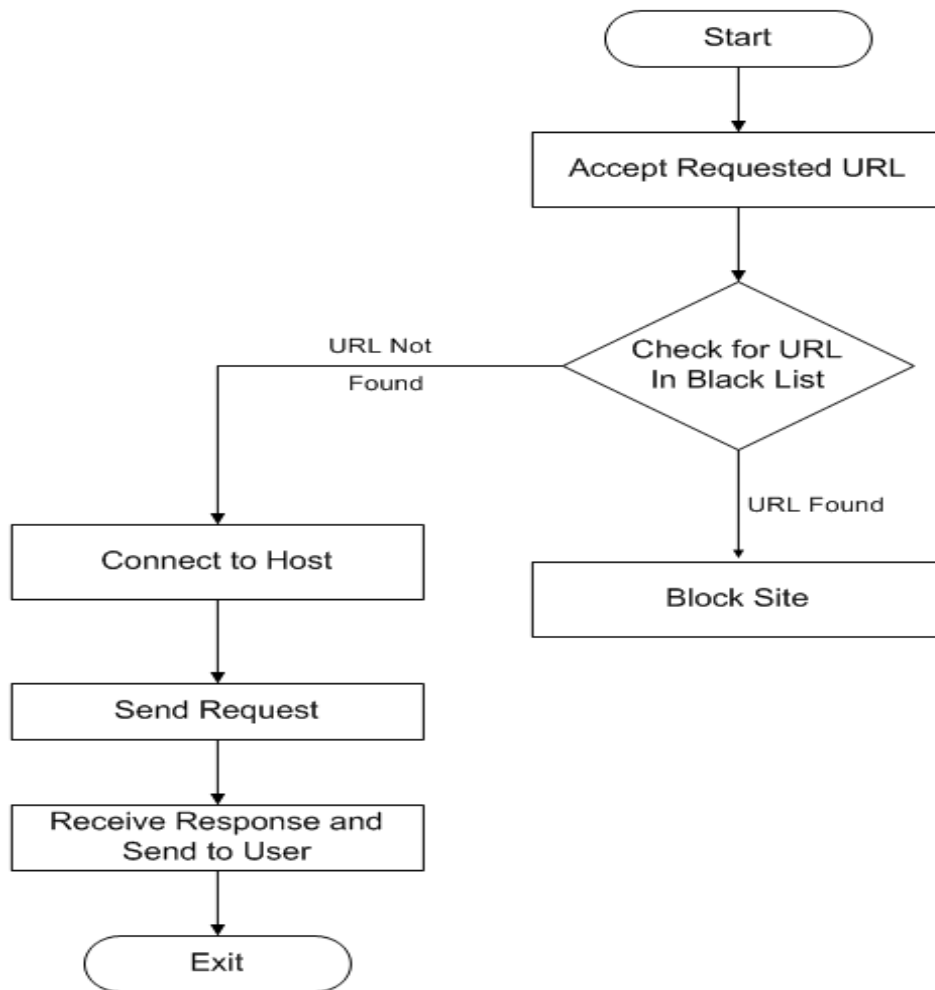 Start
Accept Requested URL
Check for URL
In Black List
URL Not
Found
URL Found
Connect to Host
Block Site
Send Request
Receive Response and
Send to User
Exit